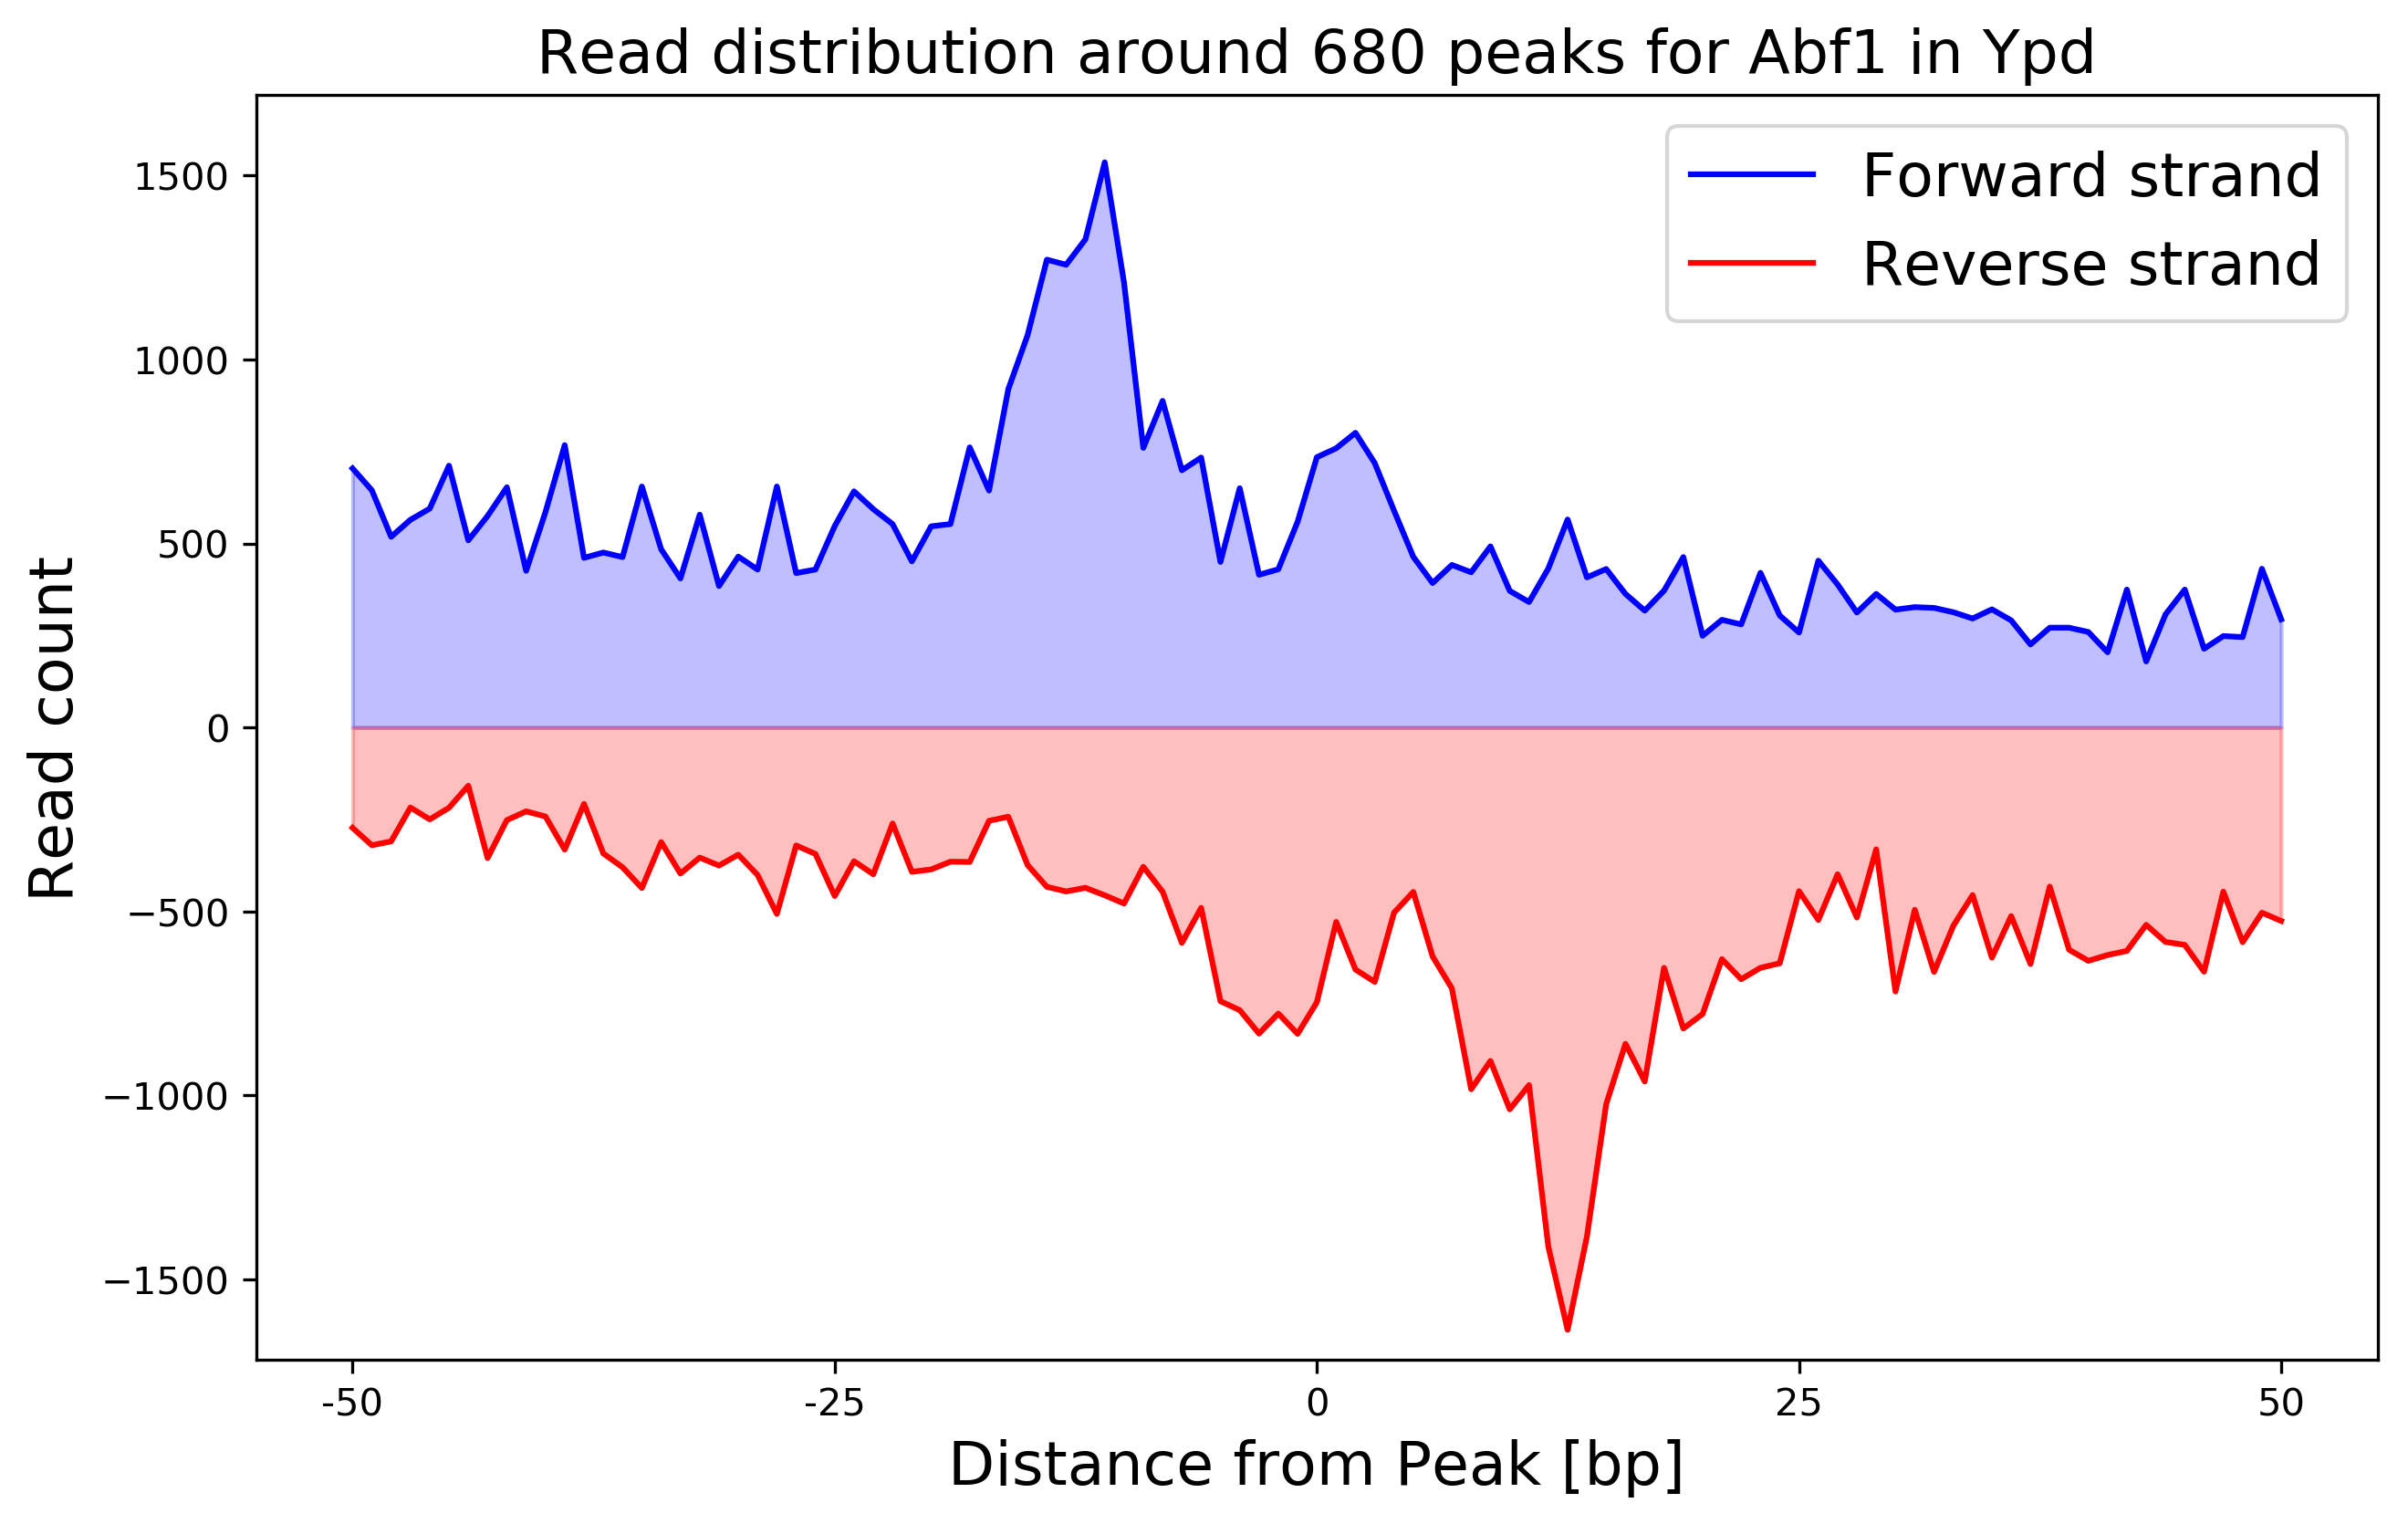 Read distribution around 680 peaks for Abf1 in Ypd
Forward strand
Reverse strand
Read count
1500
1000
500
0
−500
−1000
−1500
-50
-25
0
25
50
Distance from Peak [bp]